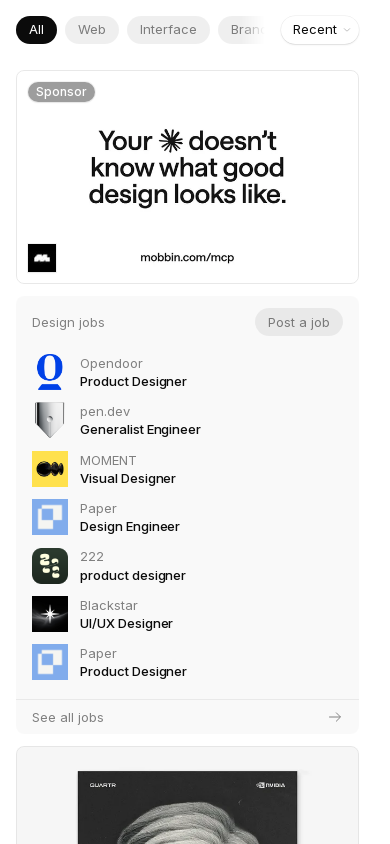 All
Web
Interface
Brand
Recent
Sponsor
Your doesn't
know what good
design looks like.
mobbin.com/mcp
Design jobs
Post a job
Opendoor
Product Designer
pen.dev
Generalist Engineer
MOMENT
Visual Designer
Paper
Design Engineer
222
product designer
Blackstar
UI/UX Designer
Paper
Product Designer
See all jobs
QUARTR
NVIDIA